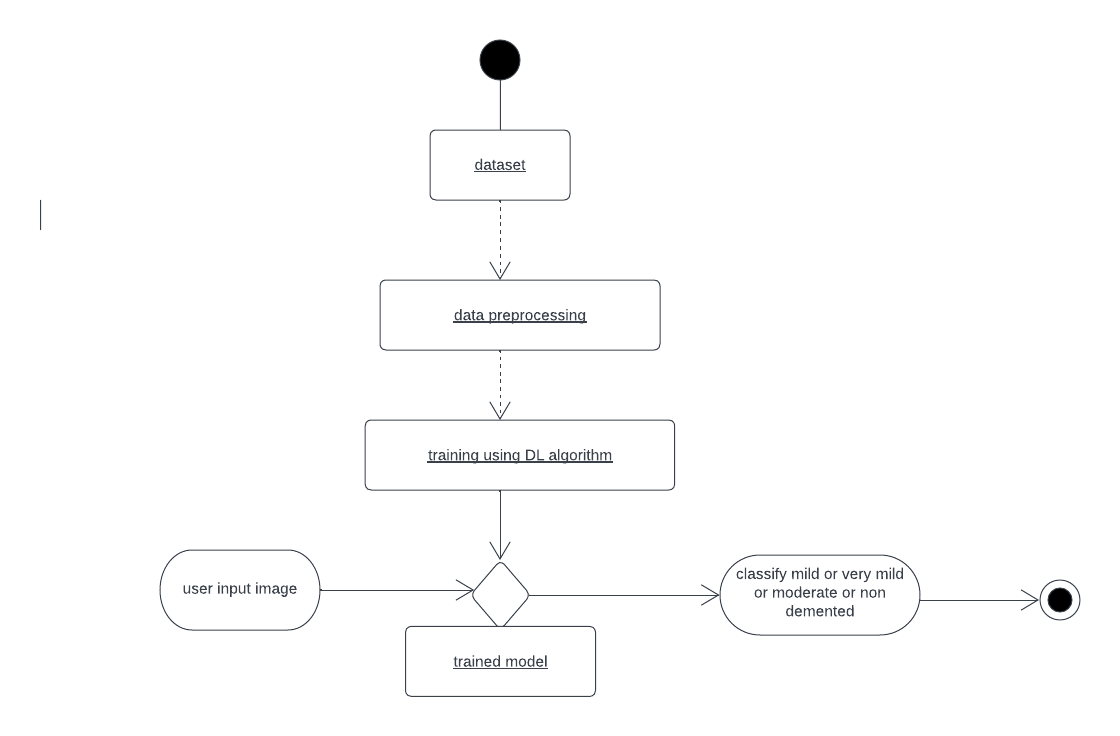 dataset
data preprocessing
training using DL algorithm
user input image
classify mild or very mild
or moderate or non
demented
trained model